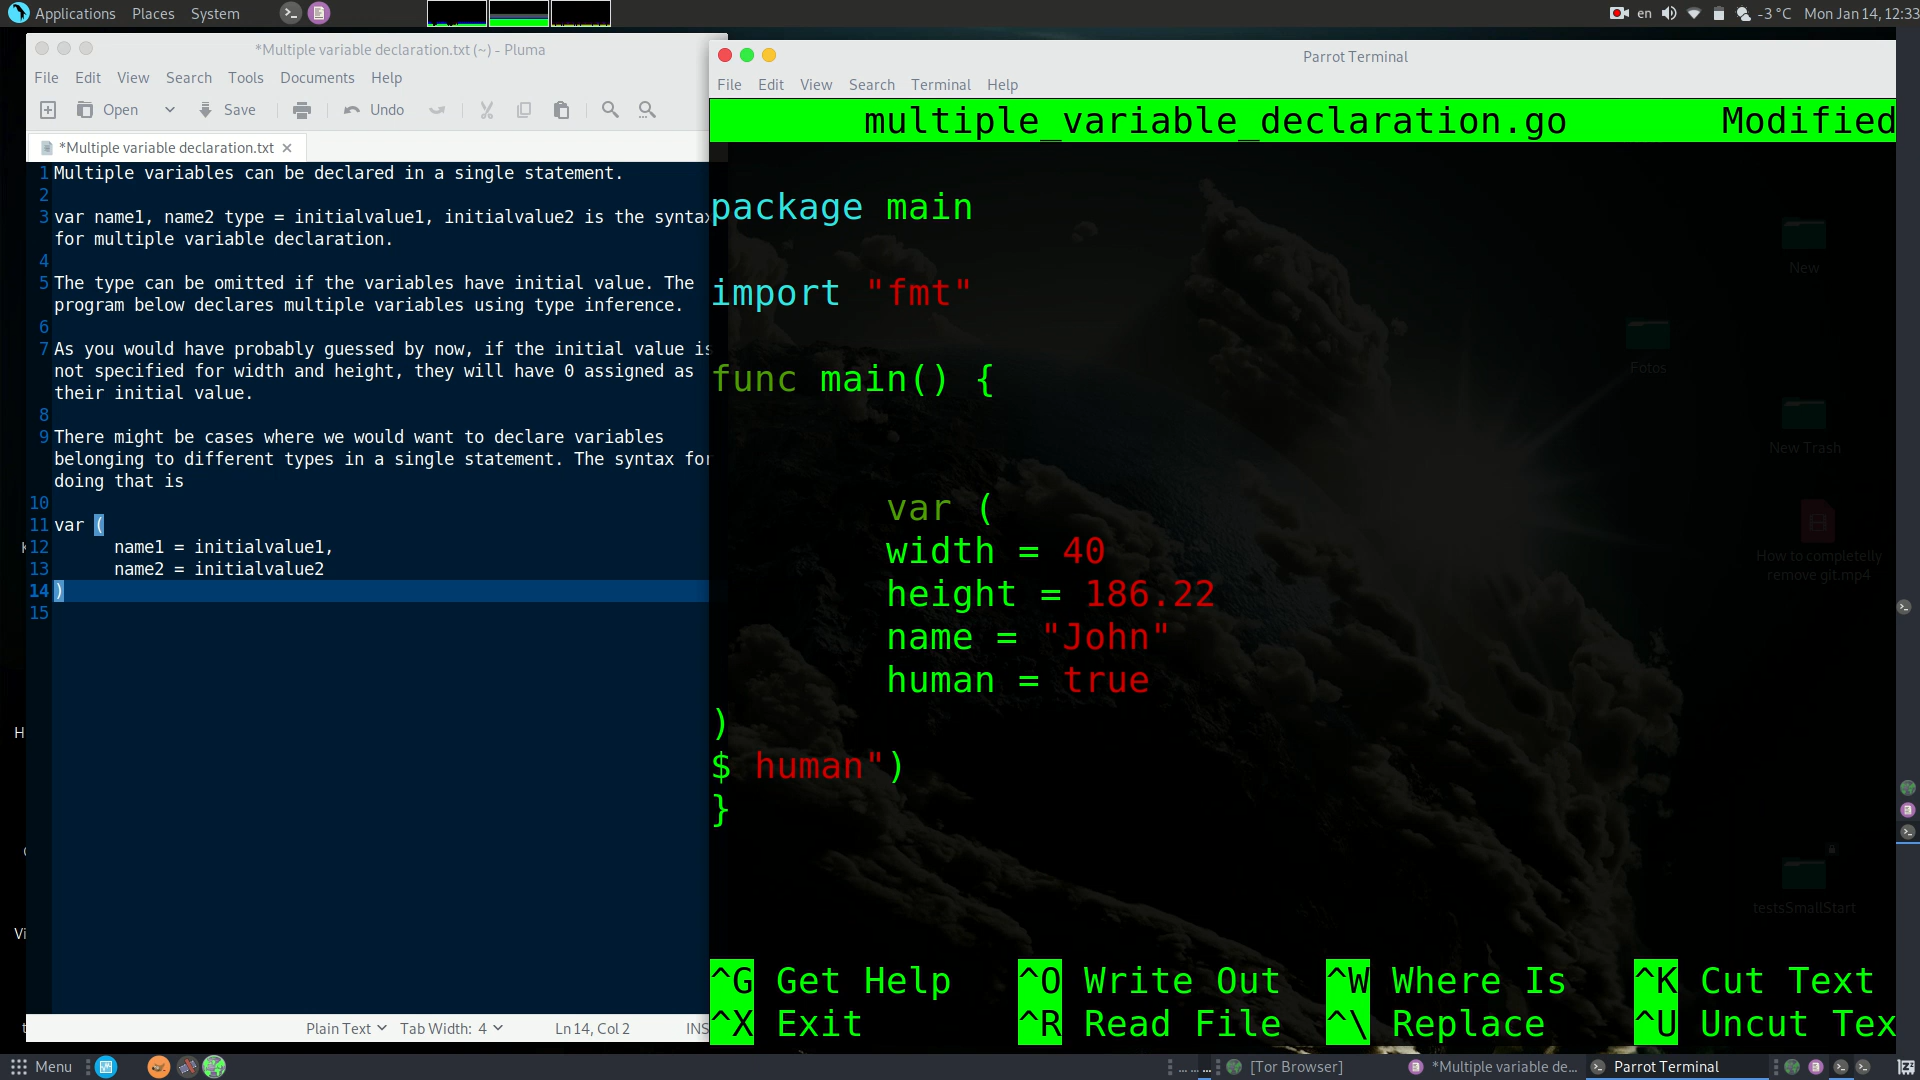 Applications Places System
en -3 °C Mon Jan 14, 12:33
*Multiple variable declaration.txt (~) - Pluma
File Edit View Search Tools Documents Help
Open Save Undo
*Multiple variable declaration.txt
1 Multiple variables can be declared in a single statement.
2
3 var name1, name2 type = initialvalue1, initialvalue2 is the syntax
for multiple variable declaration.
4
5 The type can be omitted if the variables have initial value. The
program below declares multiple variables using type inference.
6
7 As you would have probably guessed by now, if the initial value is
not specified for width and height, they will have 0 assigned as
their initial value.
8
9 There might be cases where we would want to declare variables
belonging to different types in a single statement. The syntax for
doing that is
10
11 var (
12 name1 = initialvalue1,
13 name2 = initialvalue2
14 )
15
Plain Text Tab Width: 4 Ln 14, Col 2 INS
Parrot Terminal
File Edit View Search Terminal Help
multiple_variable_declaration.go Modified
package main
import "fmt"
func main() {
var (
width = 40
height = 186.22
name = "John"
human = true
)
$ human")
}
^G Get Help ^O Write Out ^W Where Is ^K Cut Text
^X Exit ^R Read File ^\ Replace ^U Uncut Tex
New
Fotos
New Trash
How to completelly
remove git.mp4
testsSmallStart
K
H
Vi
Menu [Tor Browser] *Multiple variable de... Parrot Terminal